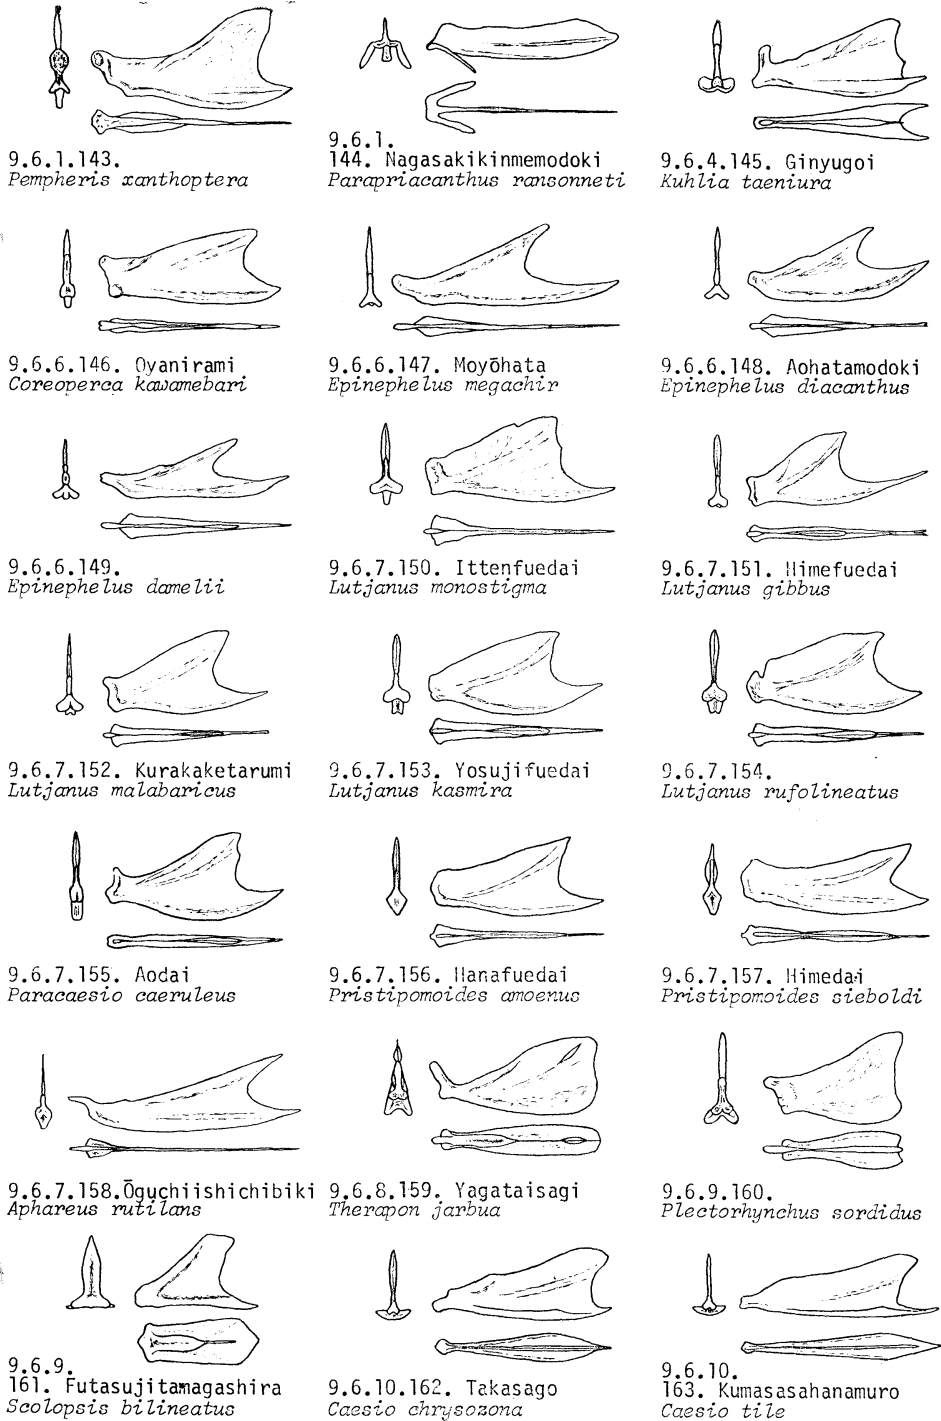 9.6.1.143.
Pempheris xanthoptera
9.6.1.
144. Nagasakikinmemodoki
Parapriacanthus ransonneti
9.6.4.145. Ginyugoi
Kuhlia taeniura
9.6.6.146. Oyanirami
Coreoperca kawamebari
9.6.6.147. Moyōhata
Epinephelus megachir
9.6.6.148. Aohatamodoki
Epinephelus diacanthus
9.6.6.149.
Epinephelus damelii
9.6.7.150. Ittenfuedai
Lutjanus monostigma
9.6.7.151. Himefuedai
Lutjanus gibbus
9.6.7.152. Kurakaketarumi
Lutjanus malabaricus
9.6.7.153. Yosujifuedai
Lutjanus kasmira
9.6.7.154.
Lutjanus rufolineatus
9.6.7.155. Aodai
Paracaesio caeruleus
9.6.7.156. Hanafuedai
Pristipomoides amoenus
9.6.7.157. Himedai
Pristipomoides sieboldi
9.6.7.158.Ōguchiishichibiki
Aphareus rutilans
9.6.8.159. Yagataisagi
Therapon jarbua
9.6.9.160.
Plectorhynchus sordidus
9.6.9.
161. Futasujitamagashira
Scolopsis bilineatus
9.6.10.162. Takasago
Caesio chrysozona
9.6.10.
163. Kumasasahanamuro
Caesio tile